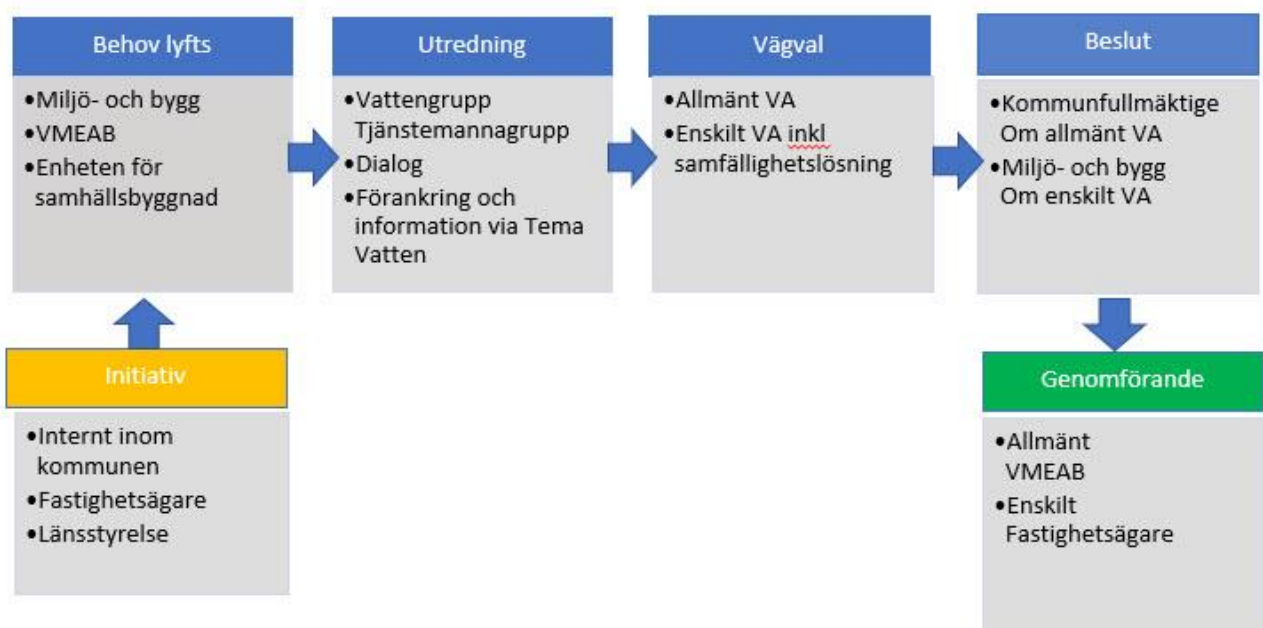 Behov lyfts
•Miljö- och bygg
•VMEAB
•Enheten för
samhällsbyggnad
Utredning
•Vattengrupp
Tjänstemannagrupp
•Dialog
•Förankring och
information via Tema
Vatten
Vägval
•Allmänt VA
•Enskilt VA inkl
samfällighetslösning
Beslut
•Kommunfullmäktige
Om allmänt VA
•Miljö- och bygg
Om enskilt VA
Initiativ
•Internt inom
kommunen
•Fastighetsägare
•Länsstyrelse
Genomförande
•Allmänt
VMEAB
•Enskilt
Fastighetsägare